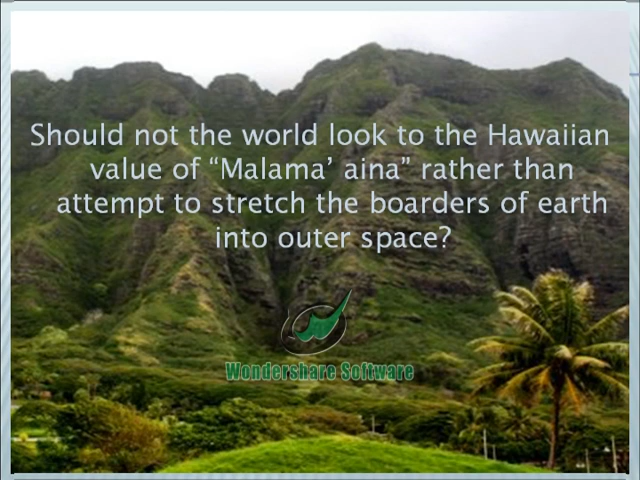 Should not the world look to the Hawaiian
value of “Malama’ aina” rather than
attempt to stretch the boarders of earth
into outer space?
Wondershare Software